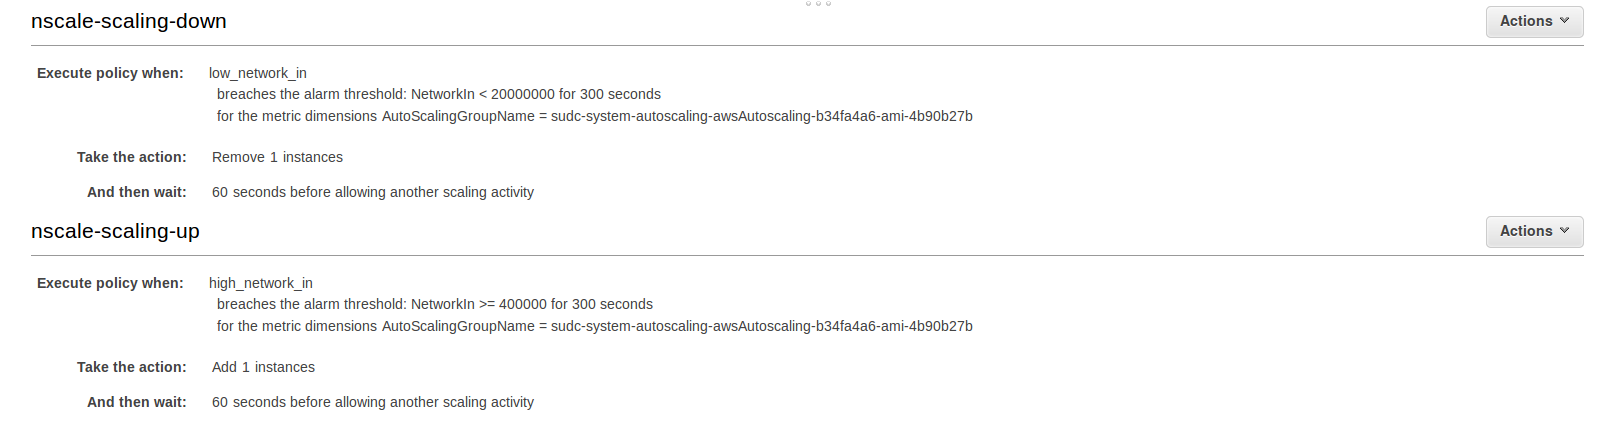 nscale-scaling-down
Actions
Execute policy when: low_network_in
breaches the alarm threshold: NetworkIn < 20000000 for 300 seconds
for the metric dimensions AutoScalingGroupName = sudc-system-autoscaling-awsAutoscaling-b34fa4a6-ami-4b90b27b
Take the action: Remove 1 instances
And then wait: 60 seconds before allowing another scaling activity
nscale-scaling-up
Actions
Execute policy when: high_network_in
breaches the alarm threshold: NetworkIn >= 400000 for 300 seconds
for the metric dimensions AutoScalingGroupName = sudc-system-autoscaling-awsAutoscaling-b34fa4a6-ami-4b90b27b
Take the action: Add 1 instances
And then wait: 60 seconds before allowing another scaling activity